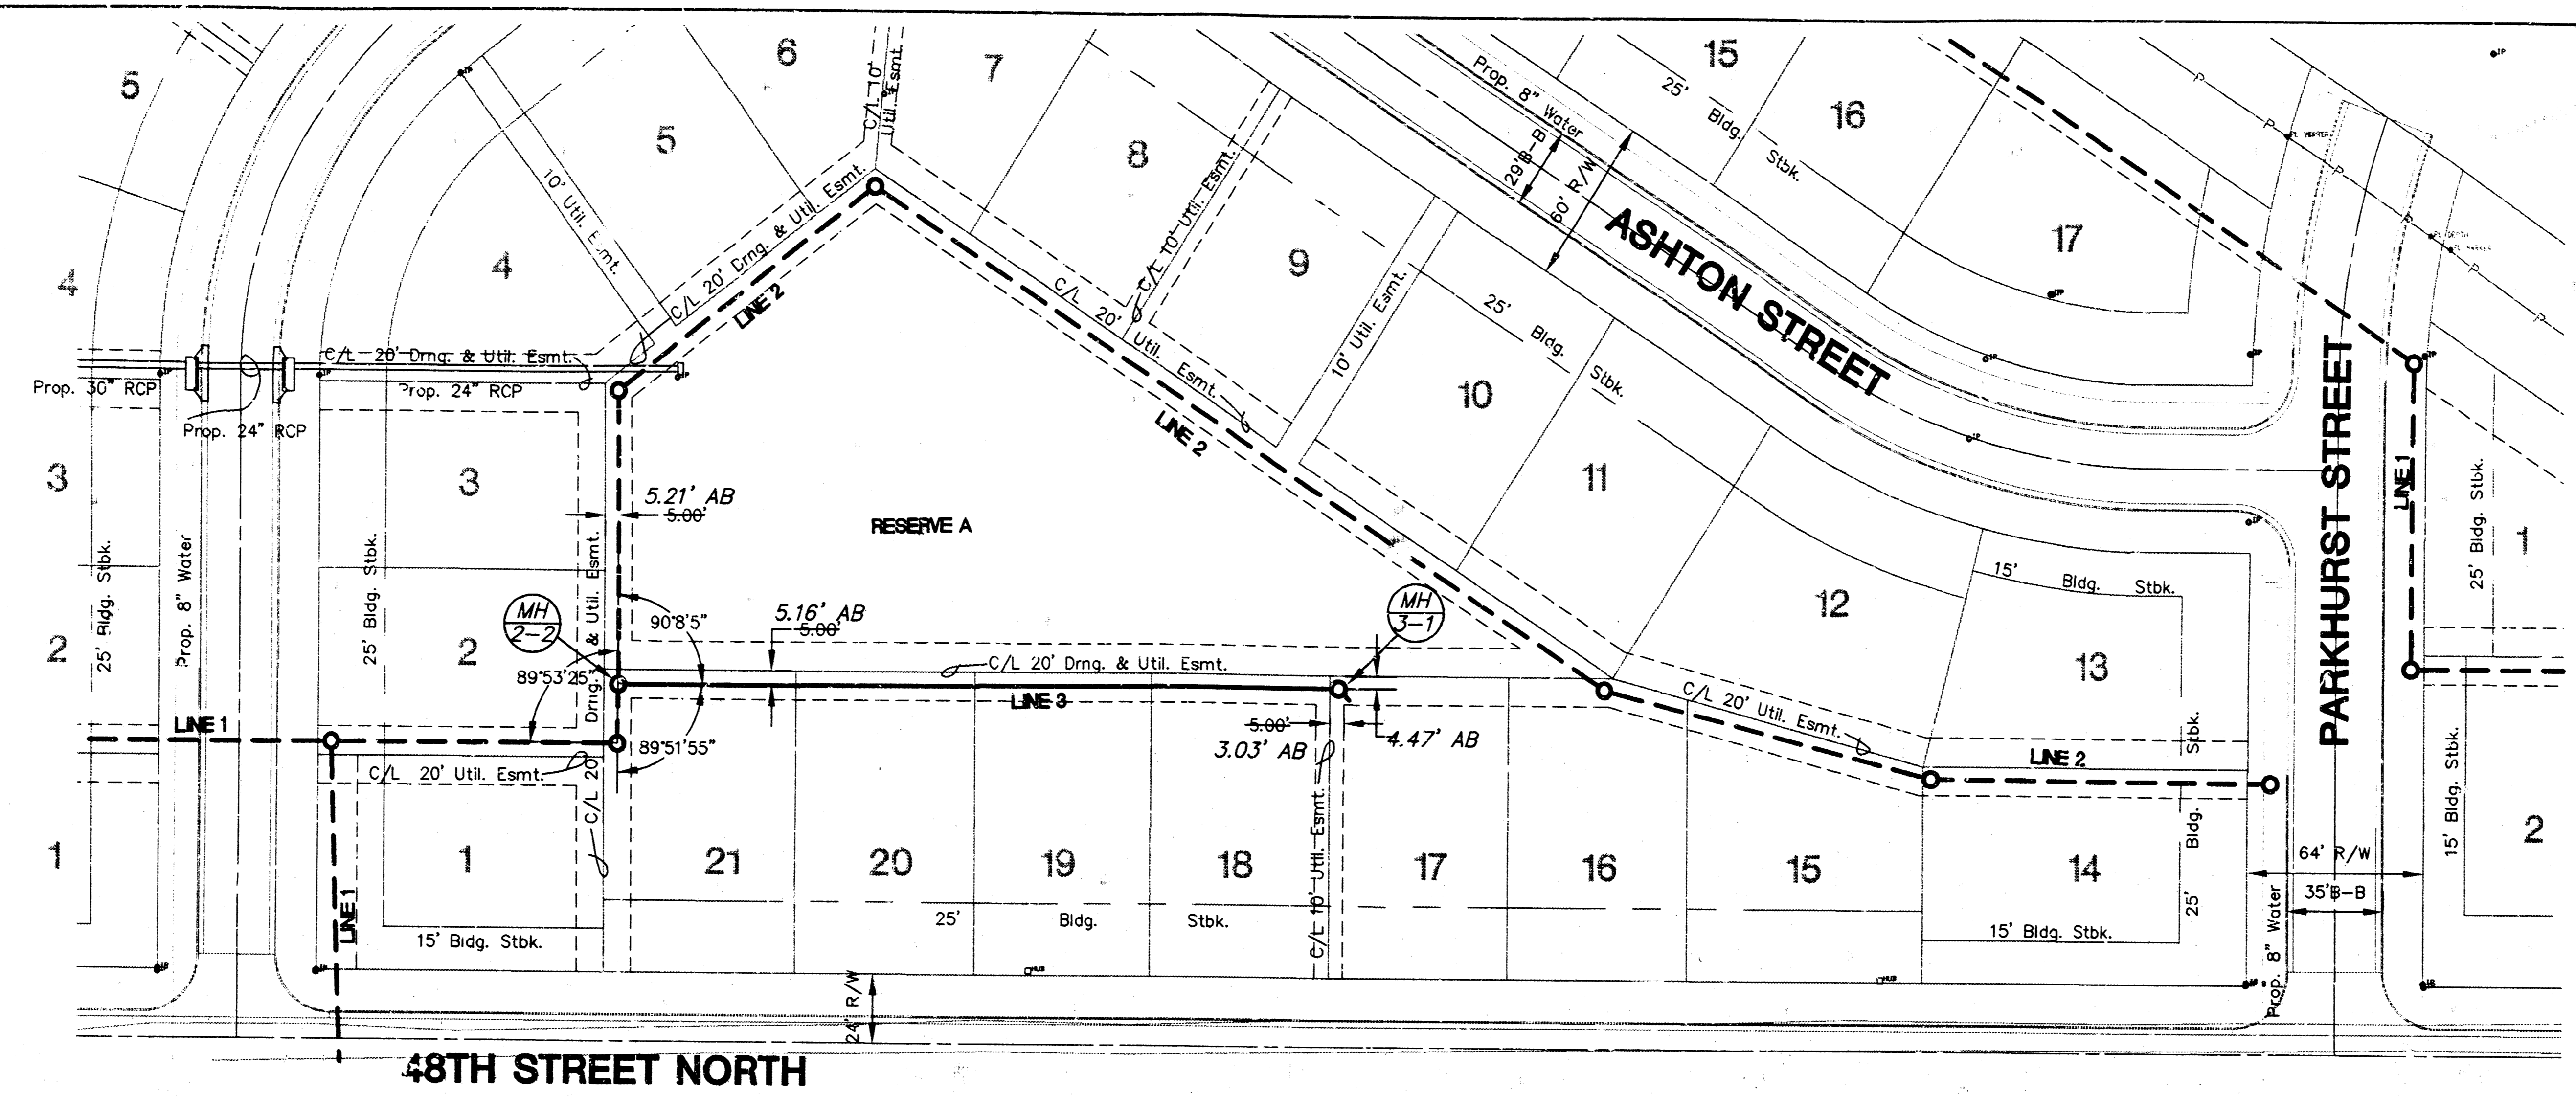 5
6
7
15
16
17
C/L 10' Util. Esmt.
Prop. 8" Water
25' Bldg. Stbk.
29' B-B
60' R/W
ASHTON STREET
5
8
10' Util. Esmt.
C/L 20' Drng. & Util. Esmt.
LINE 2
C/L 10' Util. Esmt.
4
4
9
C/L 20' Util. Esmt.
LINE 2
10' Util. Esmt.
25' Bldg. Stbk.
10
11
12
13
15' Bldg. Stbk.
PARKHURST STREET
LINE 1
25' Bldg. Stbk.
1
C/L 20' Drng. & Util. Esmt.
Prop. 30" RCP
Prop. 24" RCP
Prop. 24" RCP
3
3
5.21' AB
5.00'
RESERVE A
25' Bldg. Stbk.
Prop. 8" Water
25' Bldg. Stbk.
C/L 20' Drng. & Util. Esmt.
2
2
MH
2-2
90°8'5"
89°53'25"
89°51'55"
5.16' AB
5.00'
MH
3-1
C/L 20' Drng. & Util. Esmt.
LINE 3
5.00'
3.03' AB
4.47' AB
C/L 20' Util. Esmt.
LINE 2
LINE 1
C/L 20' Util. Esmt.
LINE 1
1
1
15' Bldg. Stbk.
21
20
19
18
17
16
15
14
2
C/L 10' Util. Esmt.
25' Bldg. Stbk.
15' Bldg. Stbk.
25' Bldg. Stbk.
15' Bldg. Stbk.
64' R/W
35' B-B
Prop. 8" Water
HUB
HUB
24' R/W
48TH STREET NORTH